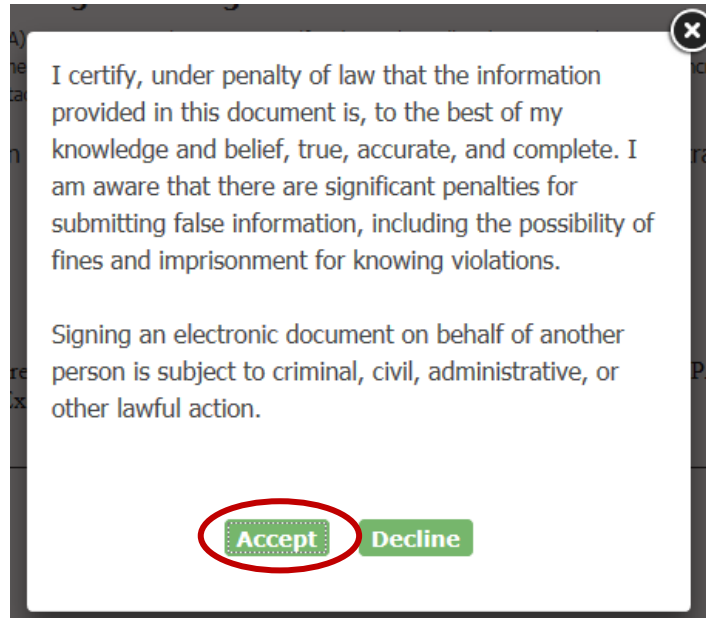 I certify, under penalty of law that the information
provided in this document is, to the best of my
knowledge and belief, true, accurate, and complete. I
am aware that there are significant penalties for
submitting false information, including the possibility of
fines and imprisonment for knowing violations.
Signing an electronic document on behalf of another
person is subject to criminal, civil, administrative, or
other lawful action.
Accept Decline